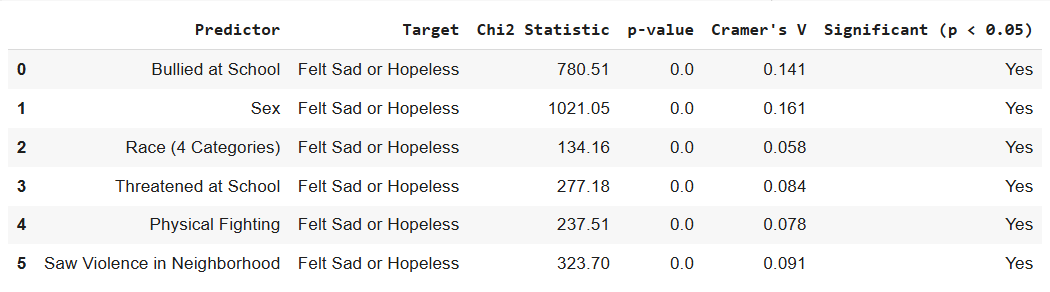 Predictor Target Chi2 Statistic p-value Cramer's V Significant (p < 0.05)
0 Bullied at School Felt Sad or Hopeless 780.51 0.0 0.141 Yes
1 Sex Felt Sad or Hopeless 1021.05 0.0 0.161 Yes
2 Race (4 Categories) Felt Sad or Hopeless 134.16 0.0 0.058 Yes
3 Threatened at School Felt Sad or Hopeless 277.18 0.0 0.084 Yes
4 Physical Fighting Felt Sad or Hopeless 237.51 0.0 0.078 Yes
5 Saw Violence in Neighborhood Felt Sad or Hopeless 323.70 0.0 0.091 Yes